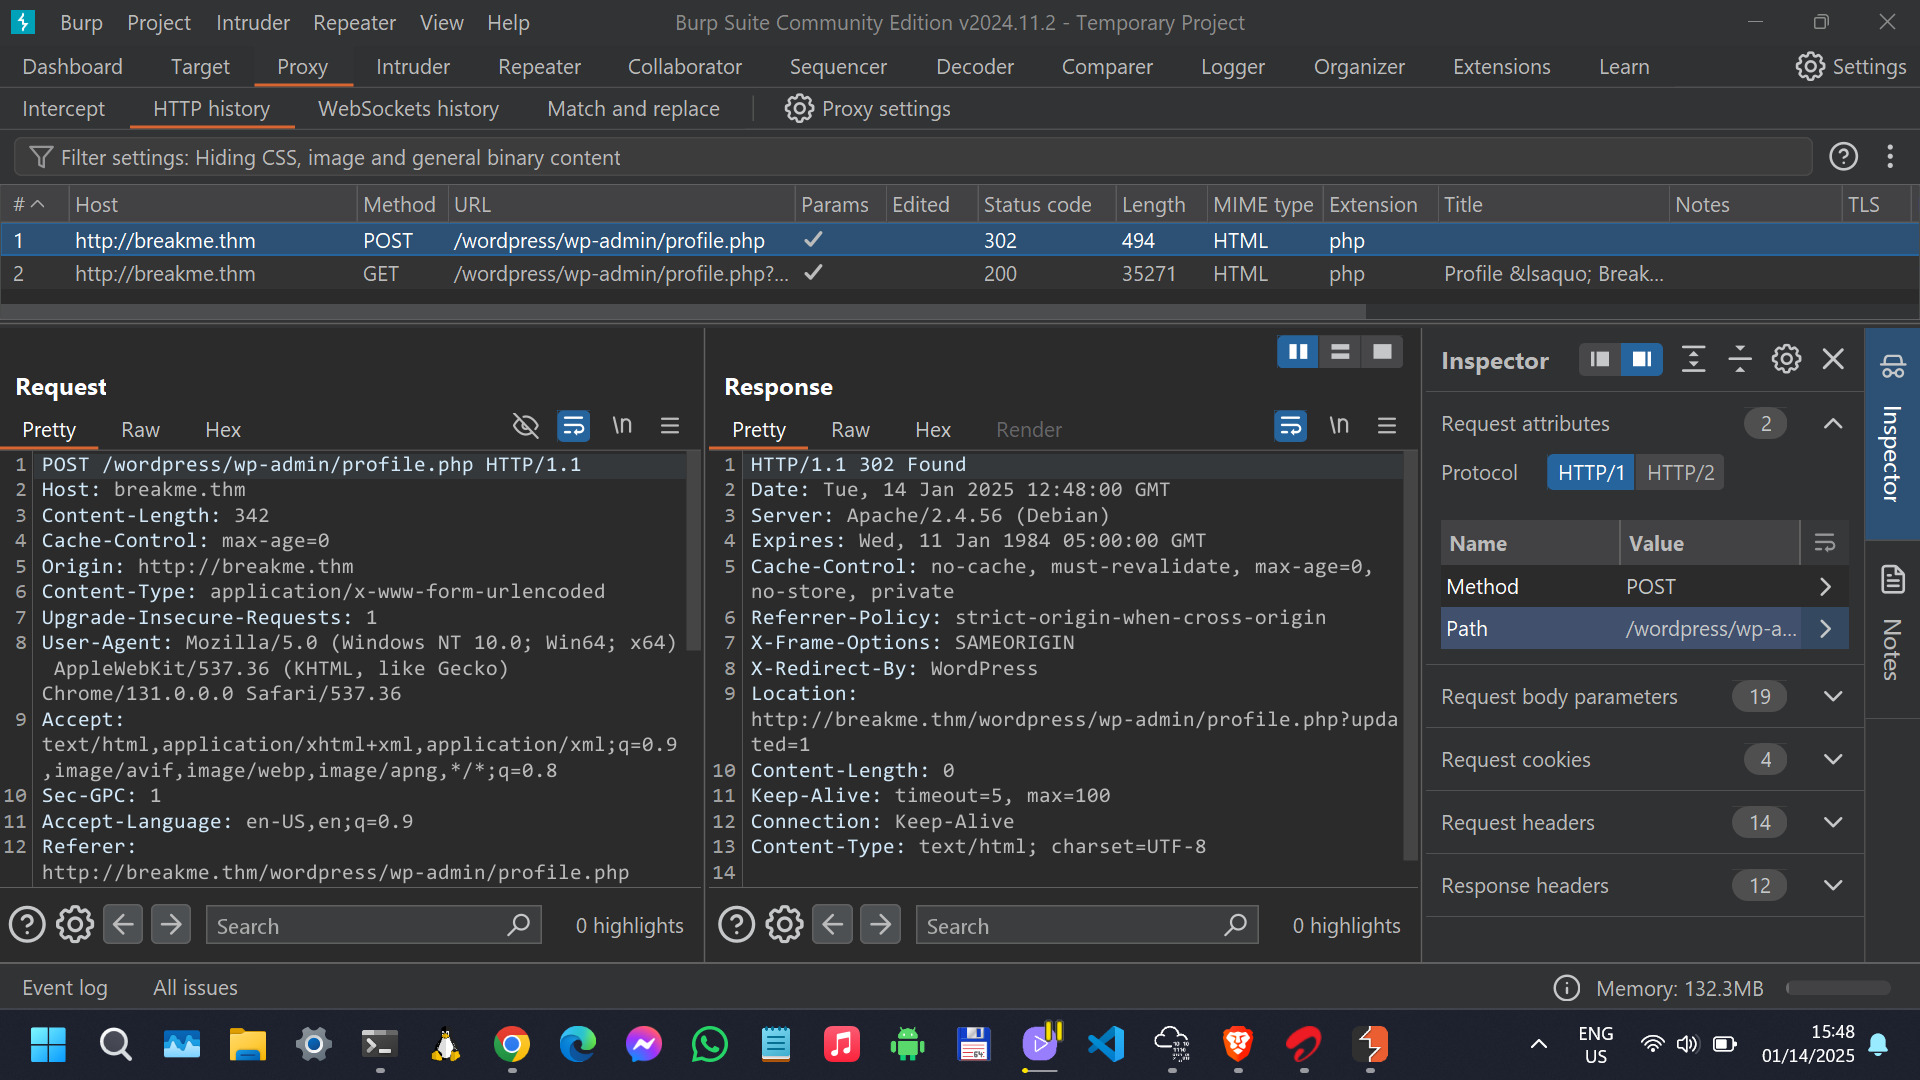 Burp Project Intruder Repeater View Help Burp Suite Community Edition v2024.11.2 - Temporary Project
Dashboard Target Proxy Intruder Repeater Collaborator Sequencer Decoder Comparer Logger Organizer Extensions Learn Settings
Intercept HTTP history WebSockets history Match and replace Proxy settings
Filter settings: Hiding CSS, image and general binary content
# Host Method URL Params Edited Status code Length MIME type Extension Title Notes TLS
1 http://breakme.thm POST /wordpress/wp-admin/profile.php ✓ 302 494 HTML php
2 http://breakme.thm GET /wordpress/wp-admin/profile.php?... ✓ 200 35271 HTML php Profile &lsaquo; Break...
Request
Pretty Raw Hex \n
1 POST /wordpress/wp-admin/profile.php HTTP/1.1
2 Host: breakme.thm
3 Content-Length: 342
4 Cache-Control: max-age=0
5 Origin: http://breakme.thm
6 Content-Type: application/x-www-form-urlencoded
7 Upgrade-Insecure-Requests: 1
8 User-Agent: Mozilla/5.0 (Windows NT 10.0; Win64; x64)
AppleWebKit/537.36 (KHTML, like Gecko)
Chrome/131.0.0.0 Safari/537.36
9 Accept:
text/html,application/xhtml+xml,application/xml;q=0.9
,image/avif,image/webp,image/apng,*/*;q=0.8
10 Sec-GPC: 1
11 Accept-Language: en-US,en;q=0.9
12 Referer:
http://breakme.thm/wordpress/wp-admin/profile.php
Search 0 highlights
Response
Pretty Raw Hex Render \n
1 HTTP/1.1 302 Found
2 Date: Tue, 14 Jan 2025 12:48:00 GMT
3 Server: Apache/2.4.56 (Debian)
4 Expires: Wed, 11 Jan 1984 05:00:00 GMT
5 Cache-Control: no-cache, must-revalidate, max-age=0,
no-store, private
6 Referrer-Policy: strict-origin-when-cross-origin
7 X-Frame-Options: SAMEORIGIN
8 X-Redirect-By: WordPress
9 Location:
http://breakme.thm/wordpress/wp-admin/profile.php?upda
ted=1
10 Content-Length: 0
11 Keep-Alive: timeout=5, max=100
12 Connection: Keep-Alive
13 Content-Type: text/html; charset=UTF-8
14
Search 0 highlights
Inspector
Request attributes 2
Protocol HTTP/1 HTTP/2
Name Value
Method POST
Path /wordpress/wp-a...
Request body parameters 19
Request cookies 4
Request headers 14
Response headers 12
Inspector
Notes
Event log All issues Memory: 132.3MB
ENG
US
15:48
01/14/2025